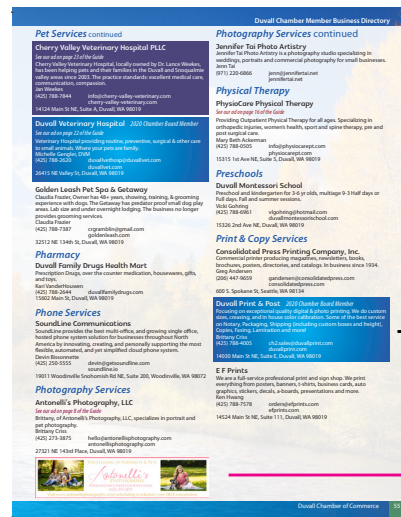 Duvall Chamber Member Business Directory
Pet Services continued
Cherry Valley Veterinary Hospital PLLC
See our ad on page 23 of the Guide
Cherry Valley Veterinary Hospital, locally owned by Dr. Lance Weekes,
has been helping pets and their families in the Duvall and Snoqualmie
valley areas since 2003. The practice standards: excellent medical care,
communication, compassion.
Jan Weekes
(425) 788-7844 info@cherry-valley-vet.com
cherry-valley-vet.com
14124 Main St NE, Suite A, Duvall, WA 98019
Duvall Veterinary Hospital 2020 Chamber Board Member
See our ad on page 22 of the Guide
Veterinary Hospital providing routine, preventive, surgical & other care
to small animals. Where your pets are family.
Michelle Gengler, DVM
(425) 788-2620 duvallvethosp@duvallvet.com
duvallvet.com
26415 NE Valley St, Duvall, WA 98019
Golden Leash Pet Spa & Getaway
Claudia Frazier, Owner has 48+ years, showing, training, & grooming
experience with dogs. The Getaway has predator proof small dog play
areas. Lab size and under overnight lodging. The business no longer
provides grooming services.
Claudia Frazier
(425) 788-7387 crgramblin@gmail.com
goldenleash.com
32512 NE 134th St, Duvall, WA 98019
Pharmacy
Duvall Family Drugs Health Mart
Prescription Drugs, over the counter medication, housewares, gifts,
and toys.
Kari VanderHouwen
(425) 788-2644 duvallfamilydrugs.com
15602 Main St, Duvall, WA 98019
Phone Services
SoundLine Communications
SoundLine provides the best multi-office, and growing single office,
hosted phone system solution for businesses throughout North
America by innovating, creating, and personally supporting the most
flexible, automated, and yet simplified cloud phone system.
Devin Bissonnette
(425) 250-5555 devin@getsoundline.com
soundline.io
19011 Woodinville Snohomish Rd NE, Suite 200, Woodinville, WA 98072
Photography Services
Antonelli's Photography, LLC
See our ad on page 8 of the Guide
Brittany, of Antonelli's Photography, LLC, specializes in portrait and
pet photography.
Brittany Criss
(425) 273-3875 hello@antonellisphotography.com
antonellisphotography.com
27321 NE 143rd Place, Duvall, WA 98019
Antonelli's
Photography Services continued
Jennifer Tai Photo Artistry
Jennifer Tai Photo Artistry is a photography studio specializing in
weddings, portraits and commercial photography for small businesses.
Jenn Tai
(971) 220-6866 jenn@jennifertai.net
jennifertai.net
Physical Therapy
PhysioCare Physical Therapy
See our ad on page 16 of the Guide
Providing Outpatient Physical Therapy for all ages. Specializing in
orthopedic injuries, women's health, sport and spine therapy, pre and
post surgical care.
Mary Beth Ackerman
(425) 788-0505 info@physiocarept.com
physiocarept.com
15315 1st Ave NE, Suite S, Duvall, WA 98019
Preschools
Duvall Montessori School
Preschool and kindergarten for 3-6 yr olds, multiage 9-3 Half days or
Full days. Fall and summer sessions.
Vicki Gohring
(425) 788-6961 vlgohring@hotmail.com
duvallmontessorischool.com
15326 2nd Ave NE, Duvall, WA 98019
Print & Copy Services
Consolidated Press Printing Company, Inc.
Commercial printer producing magazines, newsletters, books,
brochures, posters, directories, and catalogs. In business since 1934.
Greg Andersen
(206) 447-9659 gandersen@consolidatedpress.com
consolidatedpress.com
600 S. Spokane St, Seattle, WA 98134
Duvall Print & Post 2020 Chamber Board Member
Focusing on exceptional quality digital & photo printing. We do custom
sizes, creasing, and in house color calibration. Some of the best service
on Notary, Packaging, Shipping (including custom boxes and freight),
Copies, Faxing, Lamination and more!
Brittany Criss
(425) 788-4005 ch2sales@duvallprint.com
duvallprint.com
14030 Main St NE, Suite E, Duvall, WA 98019
E F Prints
We are a full-service professional print and sign shop. We print
everything from posters, banners, t-shirts, business cards, auto
graphics, stickers, decals, a-boards, presentations and more.
Ken Hwang
(425) 788-7578 orders@efprints.com
efprints.com
14524 Main St NE, Suite 111, Duvall, WA 98019
Duvall Chamber of Commerce 53